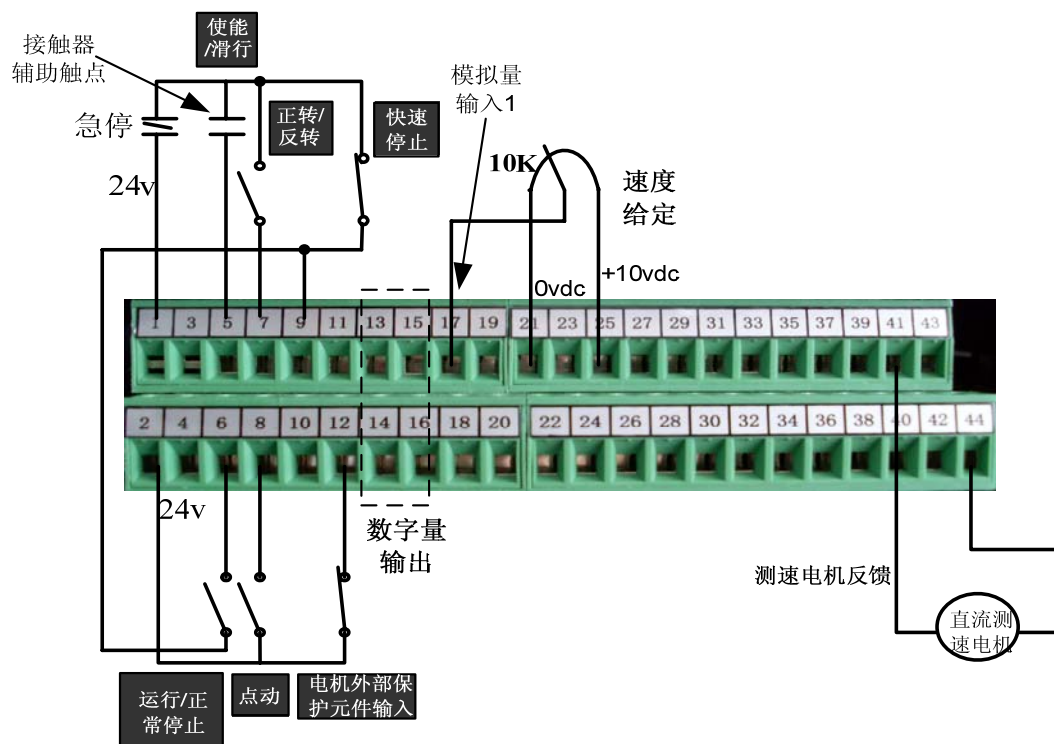 使能
/滑行
接触器
辅助触点
模拟量
输入1
正转/
反转
快速
停止
急停
10K
速度
给定
24v
0vdc
+10vdc
1 3 5 7 9 11 13 15 17 19 21 23 25 27 29 31 33 35 37 39 41 43
2 4 6 8 10 12 14 16 18 20 22 24 26 28 30 32 34 36 38 40 42 44
24v
数字量
输出
测速电机反馈
直流测
速电机
运行/正
常停止
点动
电机外部保
护元件输入